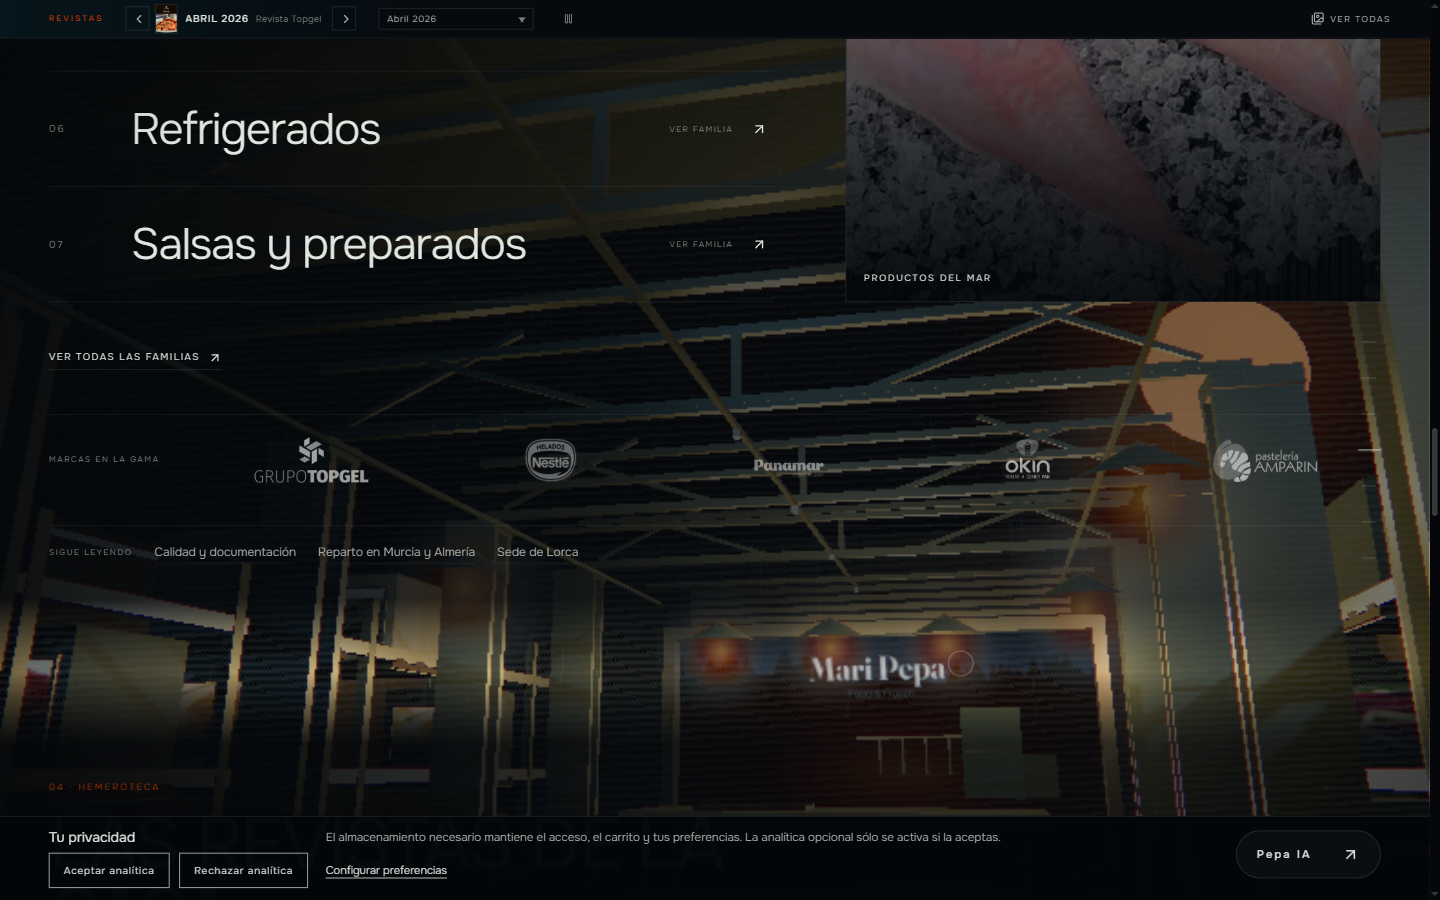 REVISTAS
ABRIL 2026 Revista Topgel
Abril 2026
VER TODAS
06 Refrigerados VER FAMILIA
07 Salsas y preparados VER FAMILIA
PRODUCTOS DEL MAR
VER TODAS LAS FAMILIAS
MARCAS EN LA GAMA
GRUPOTOPGEL
HELADOS
Nestlé
Panamar
okin
pastelería
AMPARIN
SIGUE LEYENDO Calidad y documentación Reparto en Murcia y Almería Sede de Lorca
Mari Pepa
04 · HEMEROTECA
REVISTAS DE LA
Tu privacidad
El almacenamiento necesario mantiene el acceso, el carrito y tus preferencias. La analítica opcional sólo se activa si la aceptas.
Aceptar analítica
Rechazar analítica
Configurar preferencias
Pepa IA